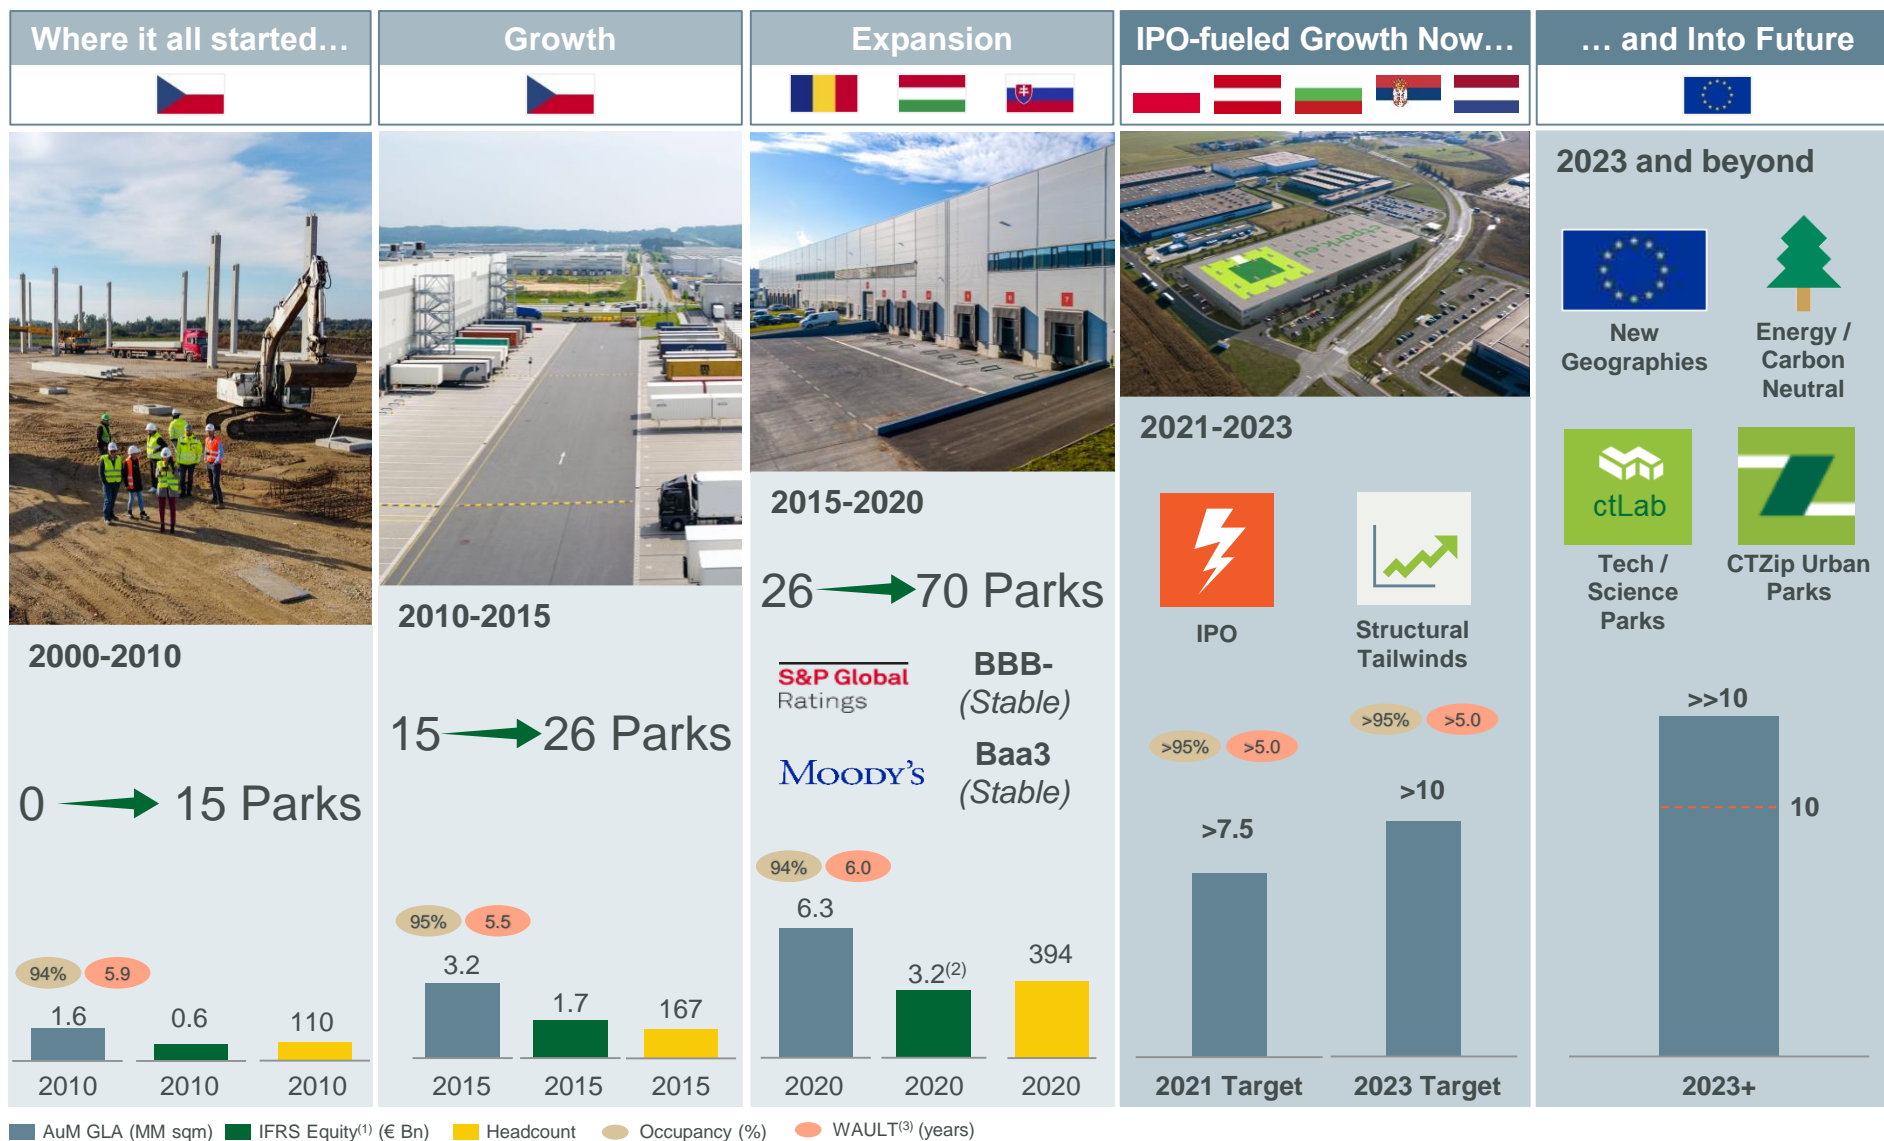 Where it all started…
2000-2010
0 15 Parks
94% 5.9
1.6 0.6 110
2010 2010 2010
Growth
2010-2015
15 26 Parks
95% 5.5
3.2 1.7 167
2015 2015 2015
Expansion
2015-2020
26 70 Parks
S&P Global
Ratings
BBB-
(Stable)
MOODY'S
Baa3
(Stable)
94% 6.0
6.3 3.2(2) 394
2020 2020 2020
IPO-fueled Growth Now…
ctpark.eu
2021-2023
IPO
Structural
Tailwinds
>95% >5.0
>7.5
2021 Target
>95% >5.0
>10
2023 Target
… and Into Future
2023 and beyond
New
Geographies
Energy /
Carbon
Neutral
ctLab
Tech /
Science
Parks
CTZip Urban
Parks
>>10
10
2023+
AuM GLA (MM sqm) IFRS Equity(1) (€ Bn) Headcount Occupancy (%) WAULT(3) (years)